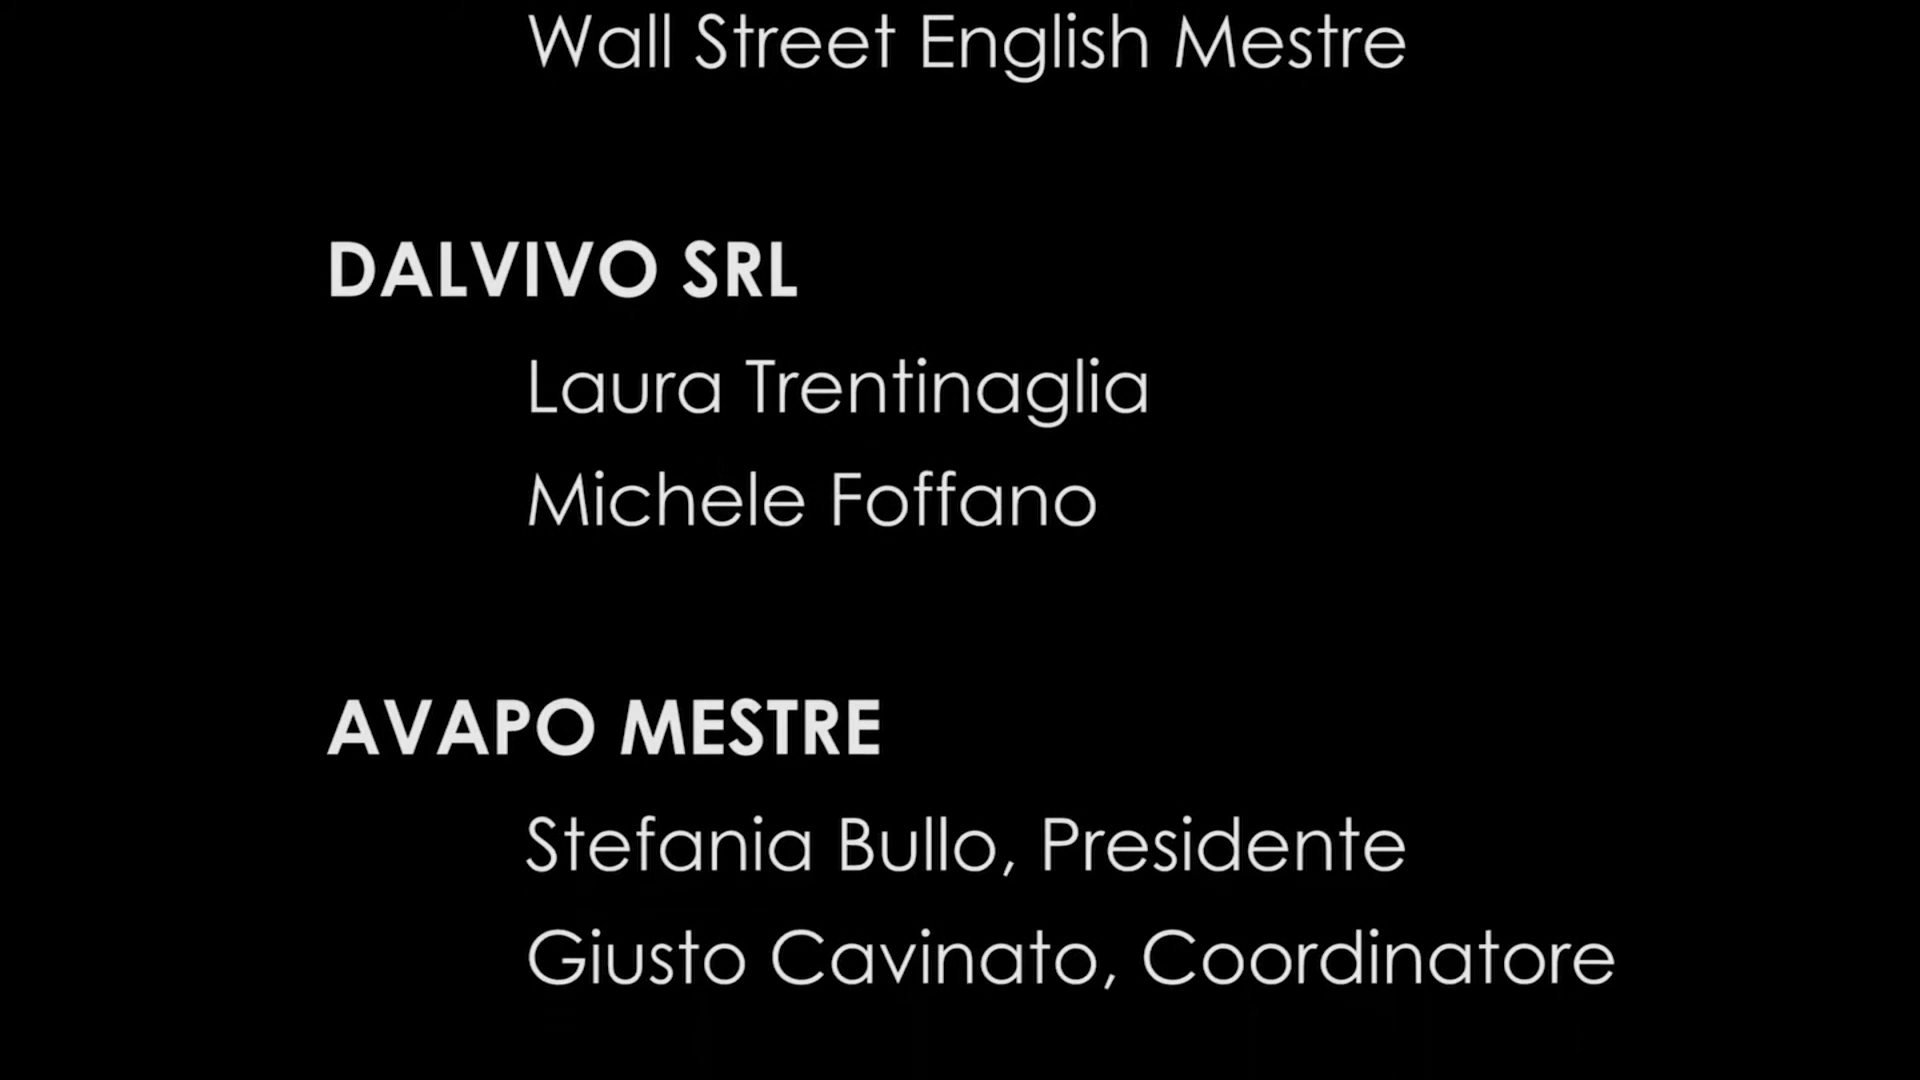 Wall Street English Mestre
DALVIVO SRL
Laura Trentinaglia
Michele Foffano
AVAPO MESTRE
Stefania Bullo, Presidente
Giusto Cavinato, Coordinatore